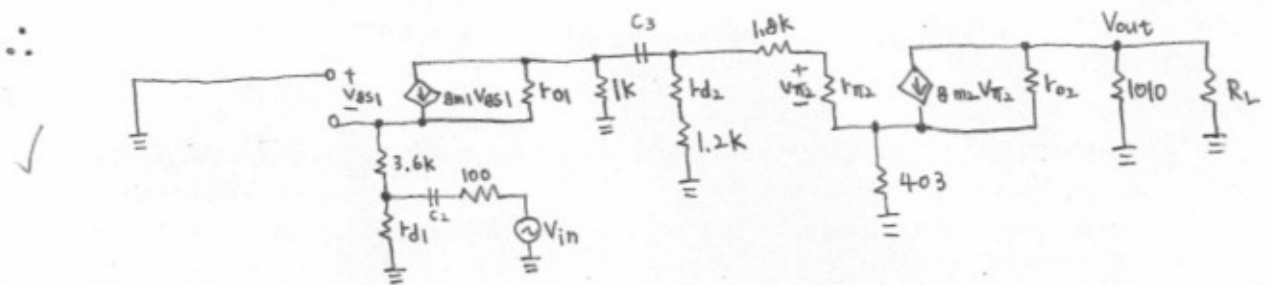 C3
1.8k
Vout
+
Vgs1
−
gm1Vgs1
ro1
1k
rd2
1.2k
+
Vπ2
−
rπ2
gm2Vπ2
ro2
1010
RL
3.6k
100
C2
rd1
Vin
403